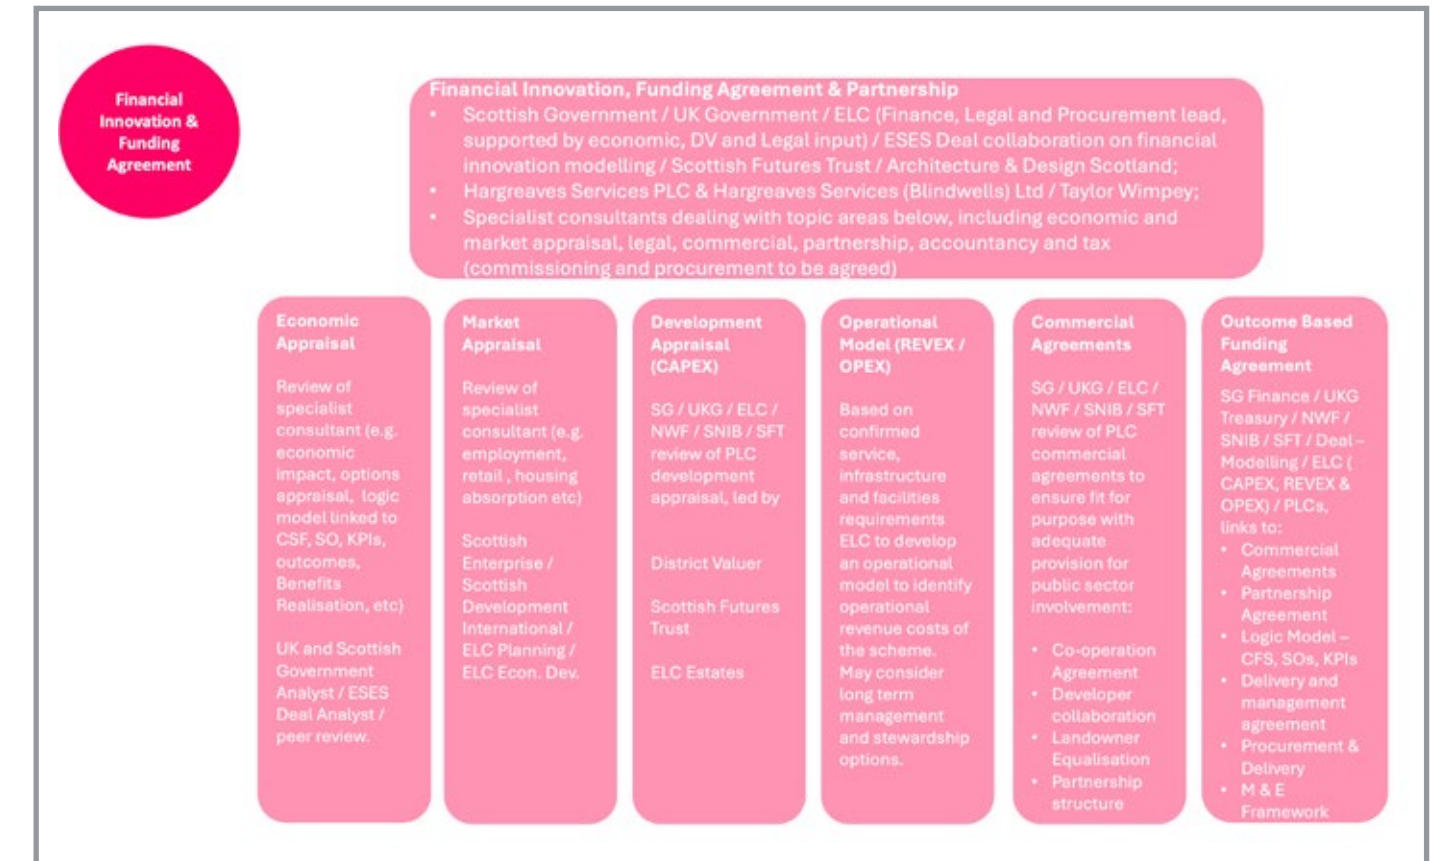 Financial
Innovation &
Funding
Agreement
Financial Innovation, Funding Agreement & Partnership
• Scottish Government / UK Government / ELC (Finance, Legal and Procurement lead,
supported by economic, DV and Legal input) / ESES Deal collaboration on financial
innovation modelling / Scottish Futures Trust / Architecture & Design Scotland;
• Hargreaves Services PLC & Hargreaves Services (Blindwells) Ltd / Taylor Wimpey;
• Specialist consultants dealing with topic areas below, including economic and
market appraisal, legal, commercial, partnership, accountancy and tax
(commissioning and procurement to be agreed)
Economic
Appraisal
Review of
specialist
consultant (e.g.
economic
impact, options
appraisal, logic
model linked to
CSF, SO, KPIs,
outcomes,
Benefits
Realisation, etc)
UK and Scottish
Government
Analyst / ESES
Deal Analyst /
peer review.
Market
Appraisal
Review of
specialist
consultant (e.g.
employment,
retail , housing
absorption etc)
Scottish
Enterprise /
Scottish
Development
International /
ELC Planning /
ELC Econ. Dev.
Development
Appraisal
(CAPEX)
SG / UKG / ELC /
NWF / SNIB / SFT
review of PLC
development
appraisal, led by
District Valuer
Scottish Futures
Trust
ELC Estates
Operational
Model (REVEX /
OPEX)
Based on
confirmed
service,
infrastructure
and facilities
requirements
ELC to develop
an operational
model to identify
operational
revenue costs of
the scheme.
May consider
long term
management
and stewardship
options.
Commercial
Agreements
SG / UKG / ELC /
NWF / SNIB / SFT
review of PLC
commercial
agreements to
ensure fit for
purpose with
adequate
provision for
public sector
involvement:
• Co-operation
Agreement
• Developer
collaboration
• Landowner
Equalisation
• Partnership
structure
Outcome Based
Funding
Agreement
SG Finance / UKG
Treasury / NWF /
SNIB / SFT / Deal –
Modelling / ELC (
CAPEX, REVEX &
OPEX) / PLCs,
links to:
• Commercial
Agreements
• Partnership
Agreement
• Logic Model –
CFS, SOs, KPIs
• Delivery and
management
agreement
• Procurement &
Delivery
• M & E
Framework